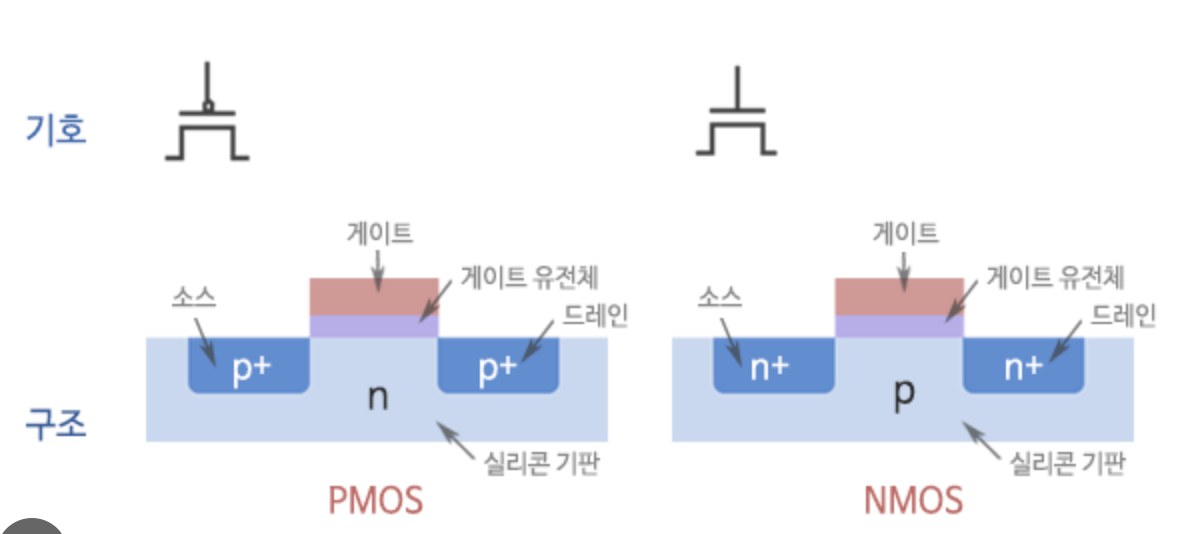 기호
게이트
게이트
게이트 유전체
게이트 유전체
소스
드레인
소스
드레인
p+
p+
n+
n+
n
p
구조
실리콘 기판
실리콘 기판
PMOS
NMOS